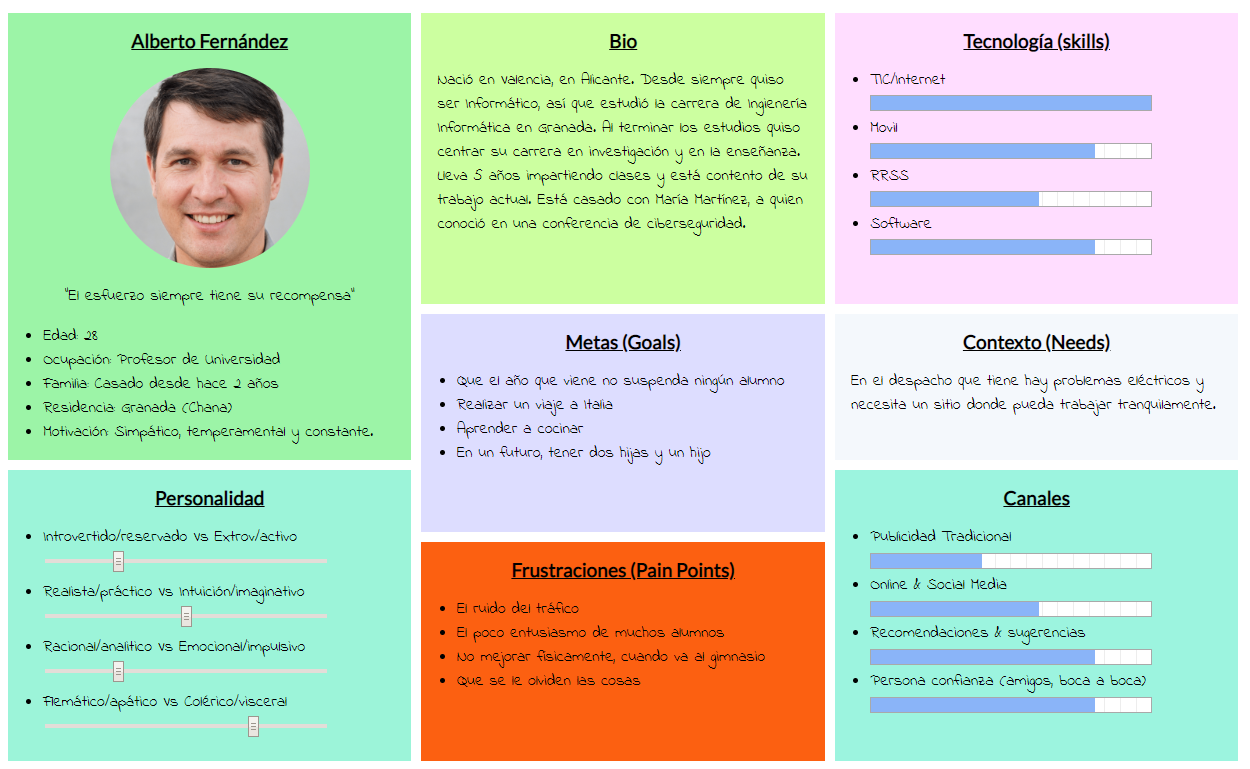 Alberto Fernández
"El esfuerzo siempre tiene su recompensa"
Edad: 28
Ocupación: Profesor de Universidad
Familia: Casado desde hace 2 años
Residencia: Granada (Chana)
Motivación: Simpático, temperamental y constante.
Personalidad
Introvertido/reservado Vs Extrov/activo
Realista/práctico Vs Intuición/imaginativo
Racional/analítico Vs Emocional/impulsivo
Flemático/apático Vs Colérico/visceral
Bio
Nació en Valencia, en Alicante. Desde siempre quiso
ser Informático, así que estudió la carrera de Ingienería
Informática en Granada. Al terminar los estudios quiso
centrar su carrera en investigación y en la enseñanza.
Lleva 5 años impartiendo clases y está contento de su
trabajo actual. Está casado con María Martínez, a quien
conoció en una conferencia de ciberseguridad.
Metas (Goals)
Que el año que viene no suspenda ningún alumno
Realizar un viaje a Italia
Aprender a cocinar
En un futuro, tener dos hijas y un hijo
Frustraciones (Pain Points)
El ruido del tráfico
El poco entusiasmo de muchos alumnos
No mejorar físicamente, cuando va al gimnasio
Que se le olviden las cosas
Tecnología (skills)
TIC/Internet
Movil
RRSS
Software
Contexto (Needs)
En el despacho que tiene hay problemas eléctricos y
necesita un sitio donde pueda trabajar tranquilamente.
Canales
Publicidad Tradicional
Online & Social Media
Recomendaciones & sugerencias
Persona confianza (amigos, boca a boca)